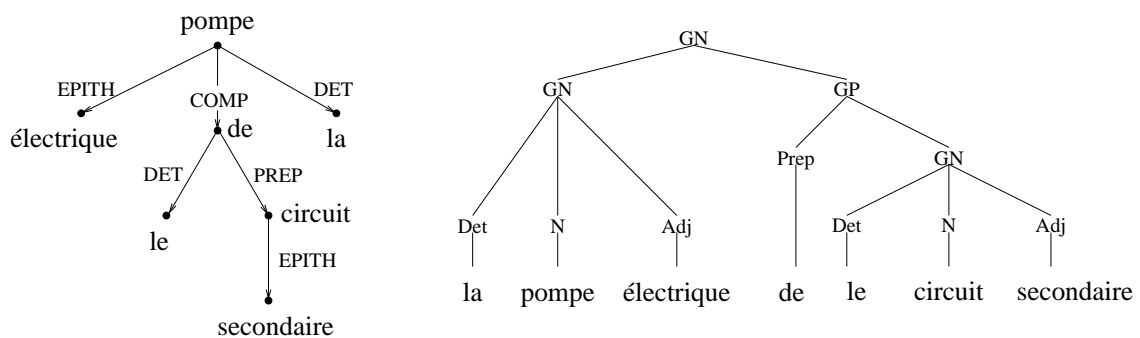 pompe
EPITH
COMP
DET
électrique
de
la
DET
PREP
le
circuit
EPITH
secondaire
GN
GN
GP
Prep
GN
Det
N
Adj
Det
N
Adj
la
pompe
électrique
de
le
circuit
secondaire